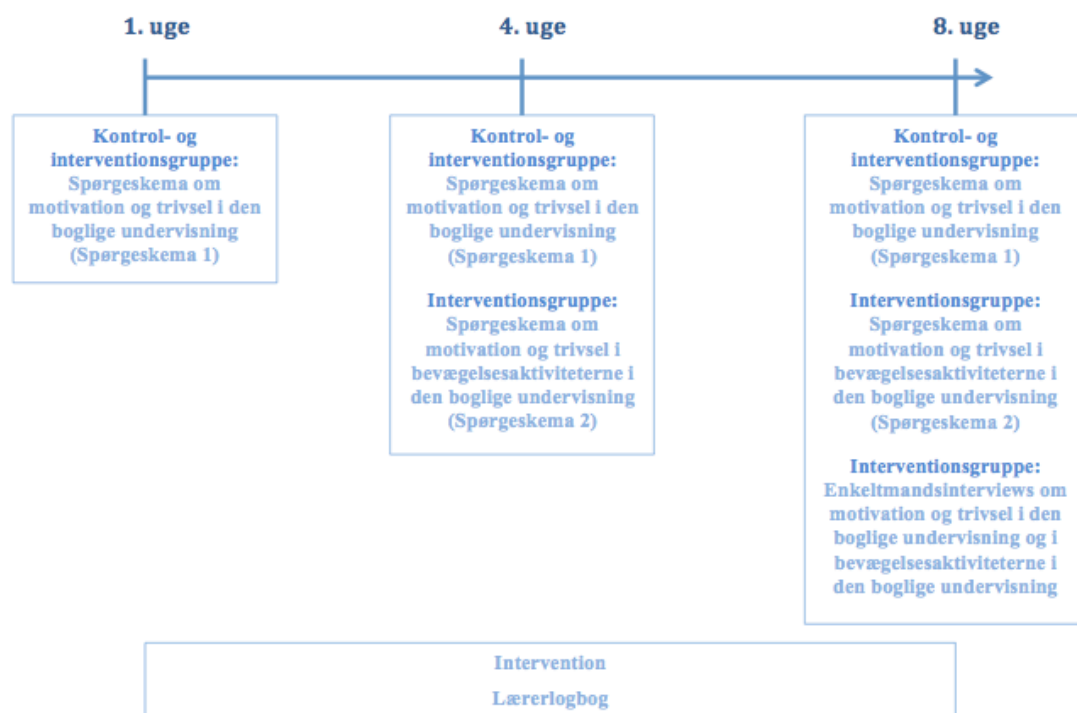 1. uge
4. uge
8. uge
Kontrol- og
interventionsgruppe:
Spørgeskema om
motivation og trivsel i den
boglige undervisning
(Spørgeskema 1)
Kontrol- og
interventionsgruppe:
Spørgeskema om
motivation og trivsel i den
boglige undervisning
(Spørgeskema 1)
Interventionsgruppe:
Spørgeskema om
motivation og trivsel i
bevægelsesaktiviteterne i
den boglige undervisning
(Spørgeskema 2)
Kontrol- og
interventionsgruppe:
Spørgeskema om
motivation og trivsel i den
boglige undervisning
(Spørgeskema 1)
Interventionsgruppe:
Spørgeskema om
motivation og trivsel i
bevægelsesaktiviteterne i
den boglige undervisning
(Spørgeskema 2)
Interventionsgruppe:
Enkeltmandsinterviews om
motivation og trivsel i den
boglige undervisning og i
bevægelsesaktiviteterne i
den boglige undervisning
Intervention
Lærerlogbog